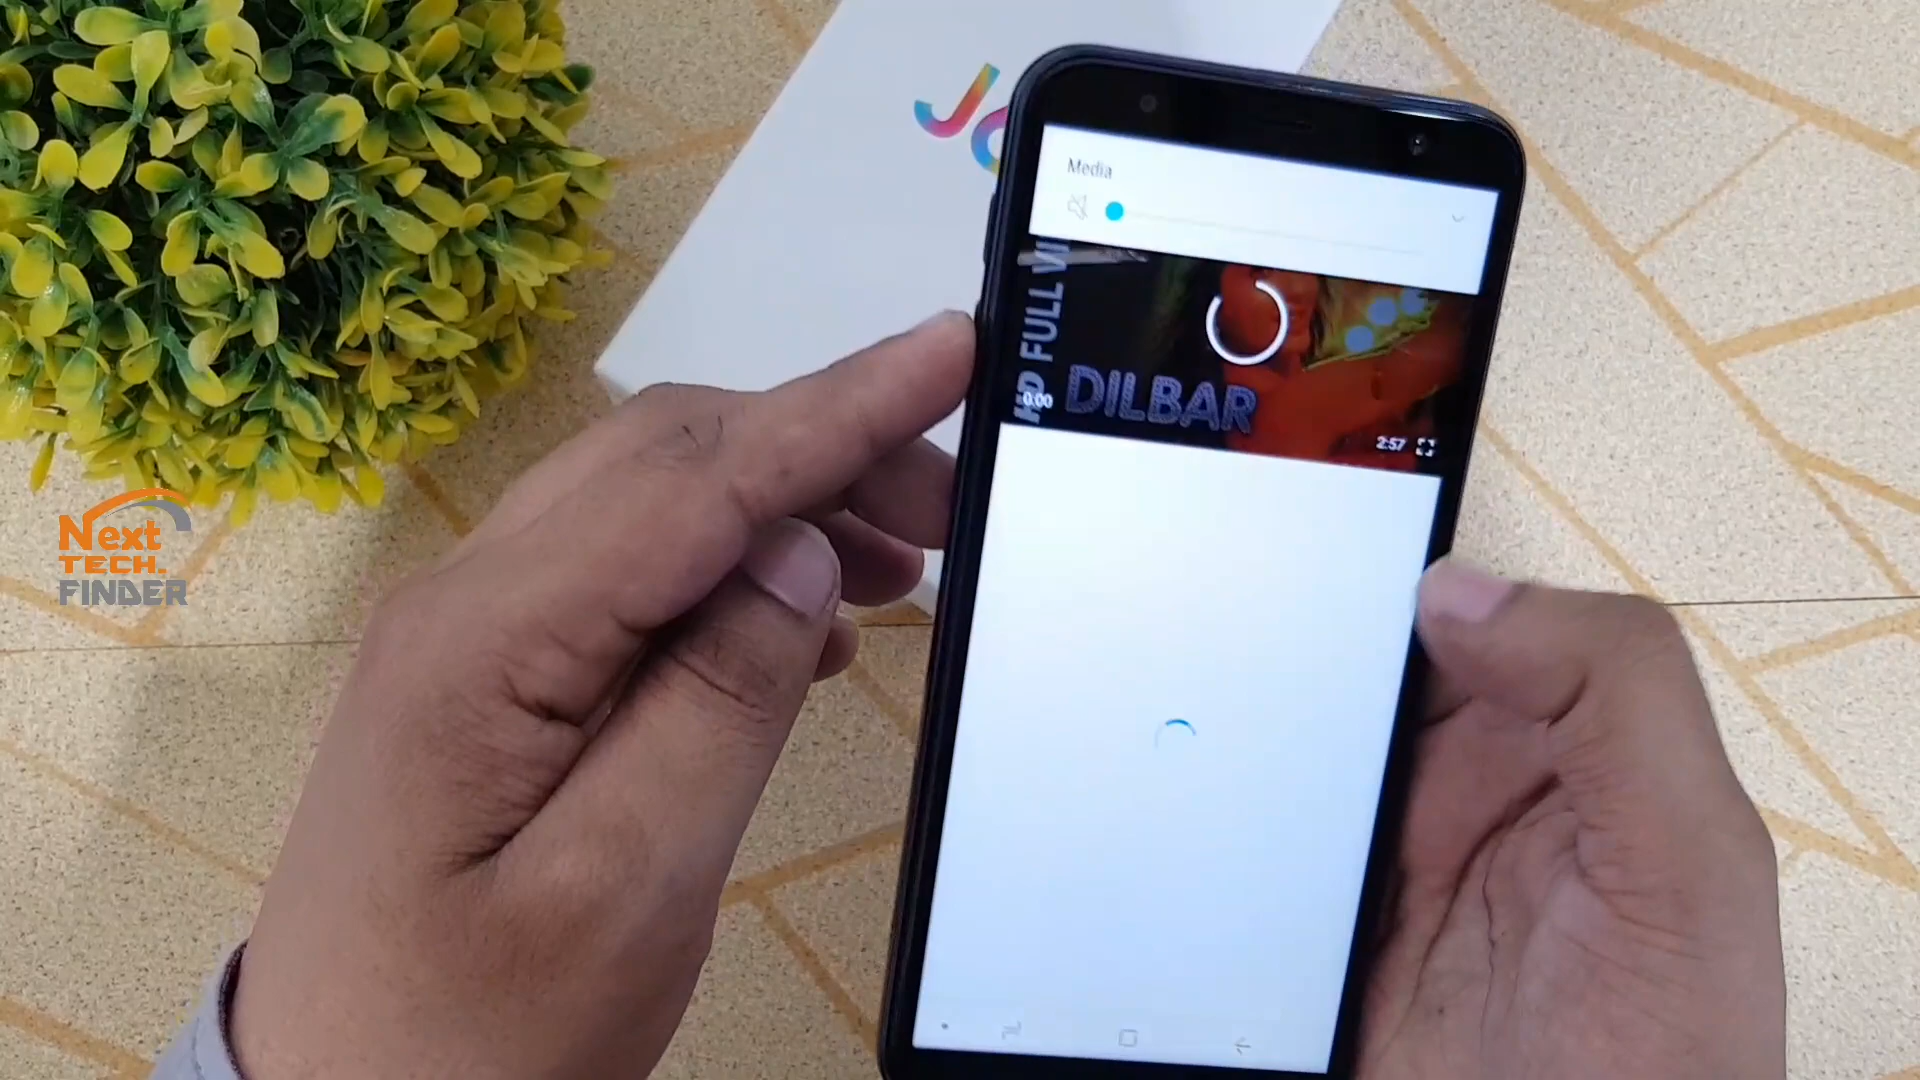 Media
HD FULL VI
0:00
DILBAR
2:57
Next
TECH.
FINDER